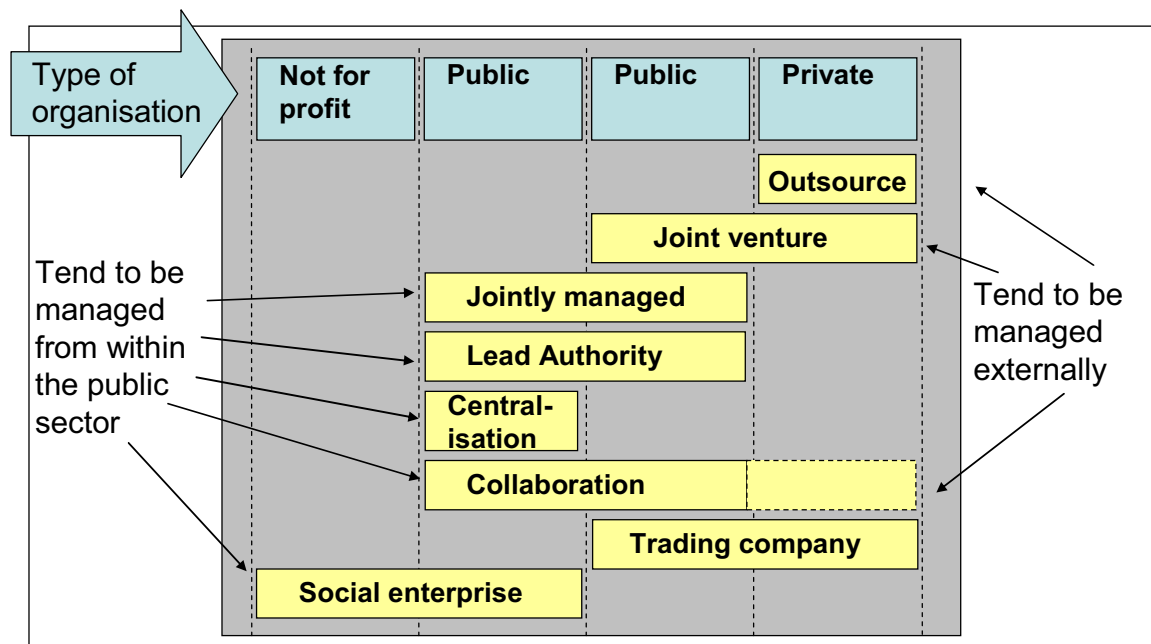 Type of
organisation
Not for
profit
Public
Public
Private
Outsource
Joint venture
Jointly managed
Lead Authority
Central-
isation
Collaboration
Trading company
Social enterprise
Tend to be
managed
from within
the public
sector
Tend to be
managed
externally